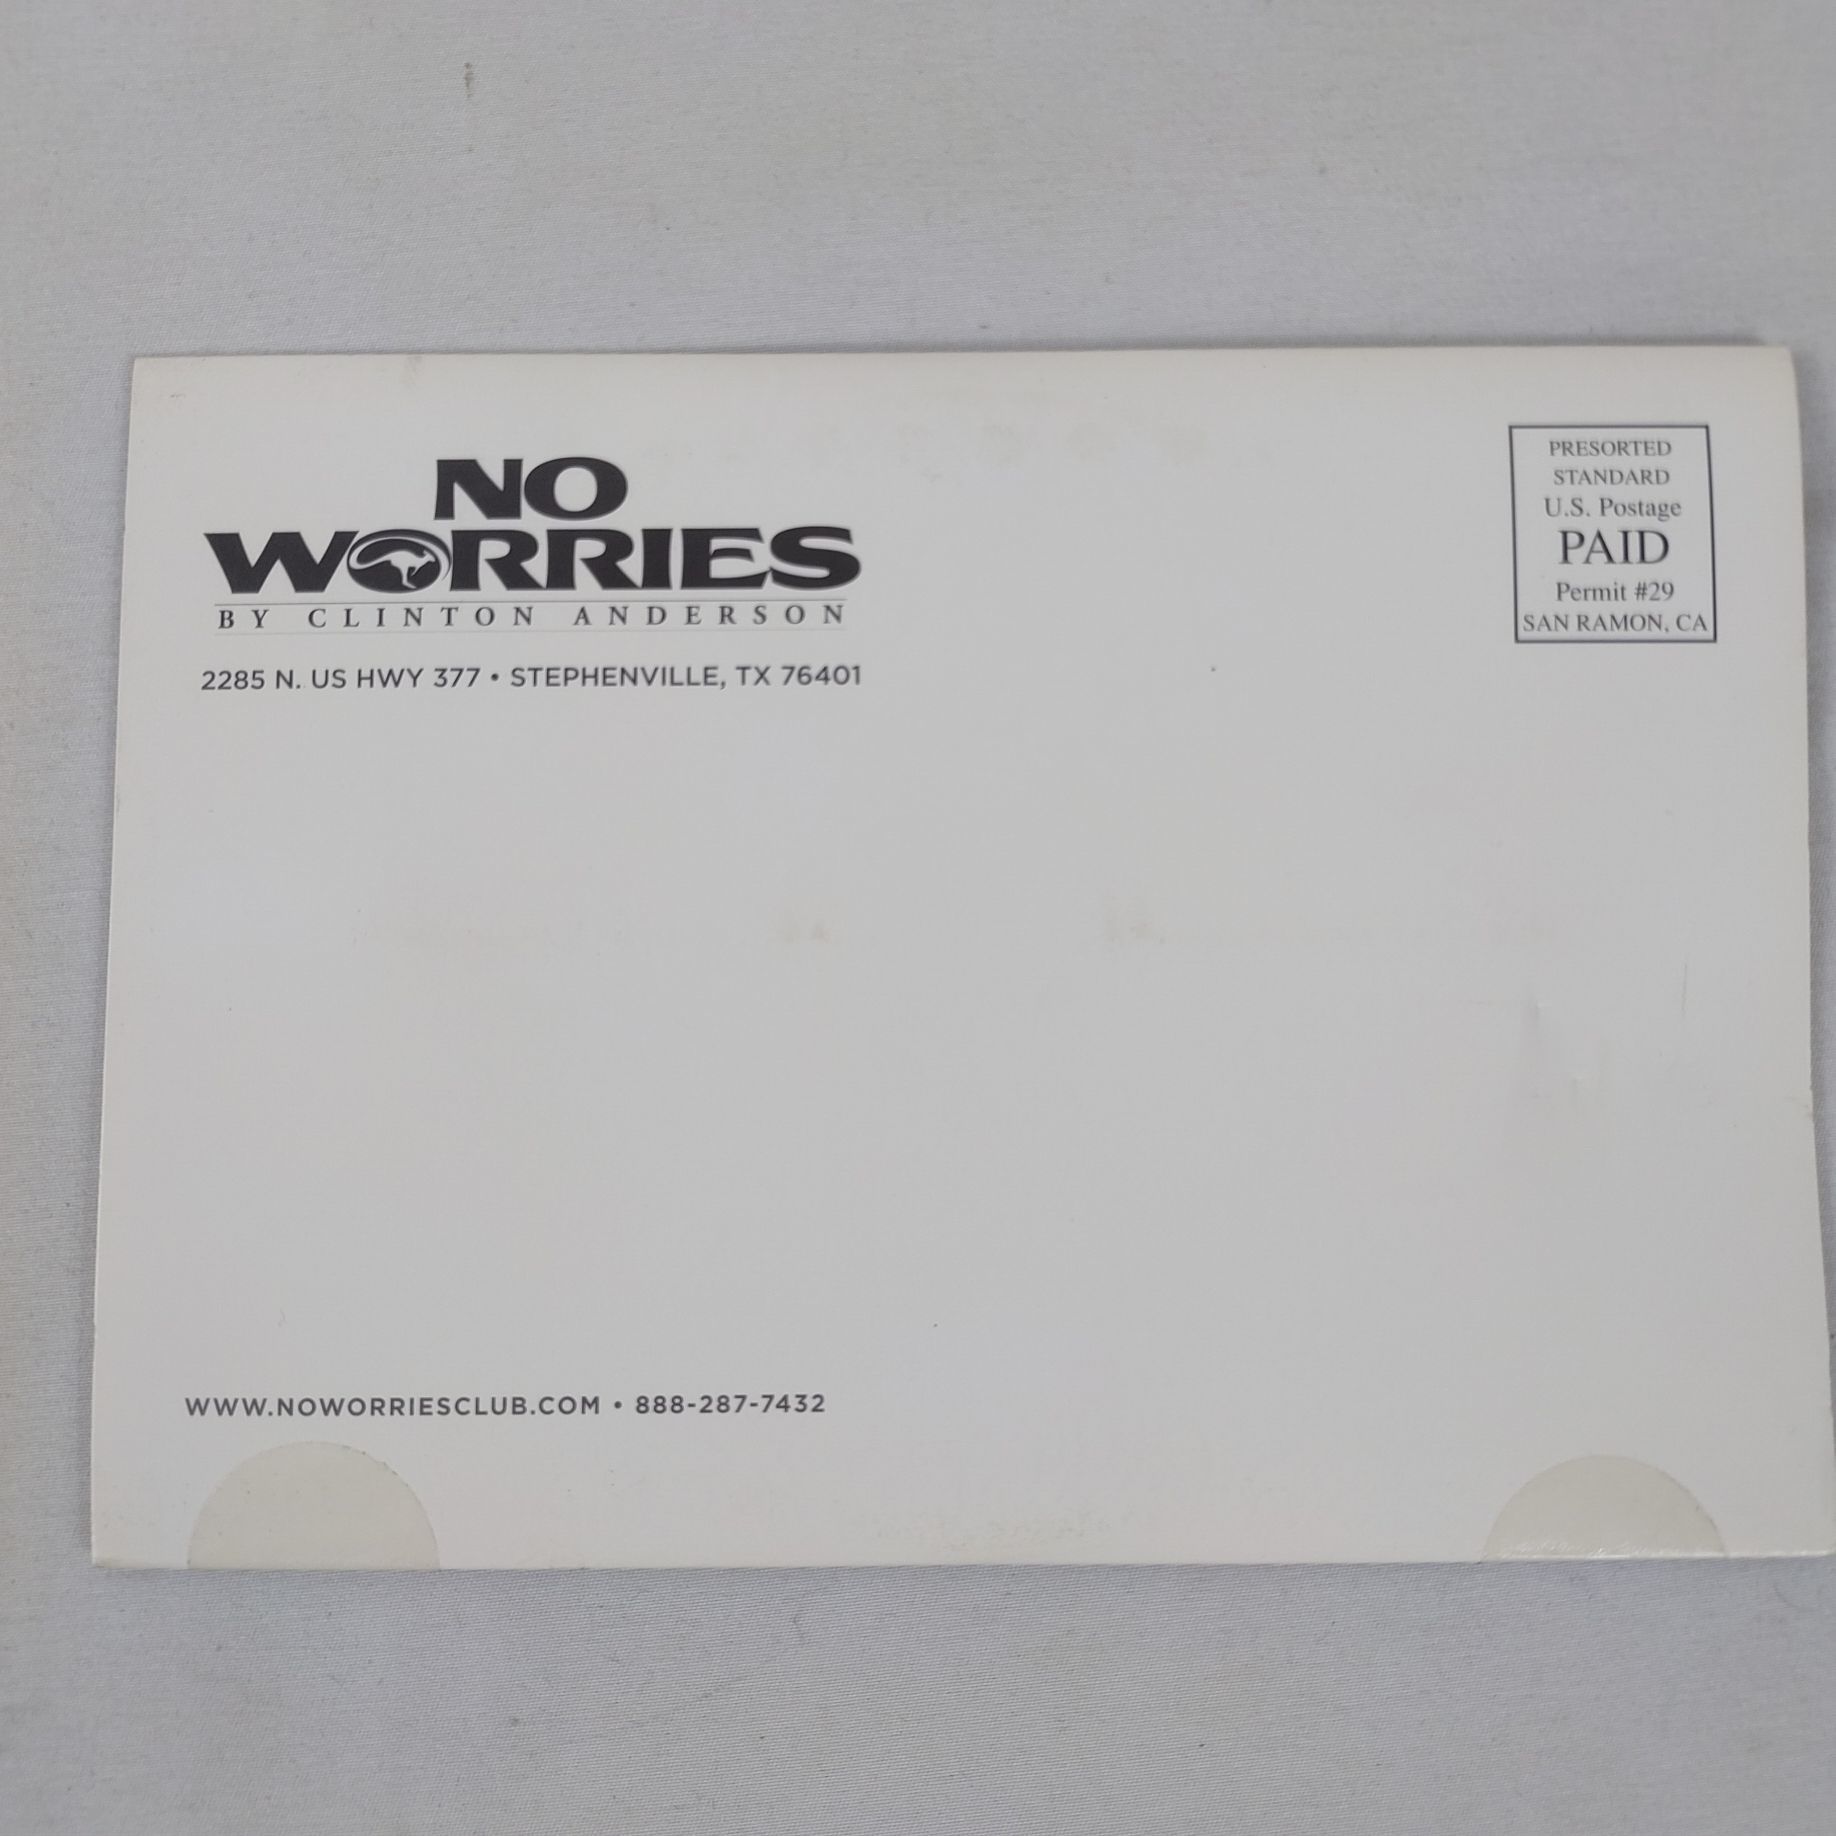 NO
WORRIES
BY CLINTON ANDERSON
2285 N. US HWY 377 • STEPHENVILLE, TX 76401
PRESORTED
STANDARD
U.S. Postage
PAID
Permit #29
SAN RAMON, CA
WWW.NOWORRIESCLUB.COM • 888-287-7432